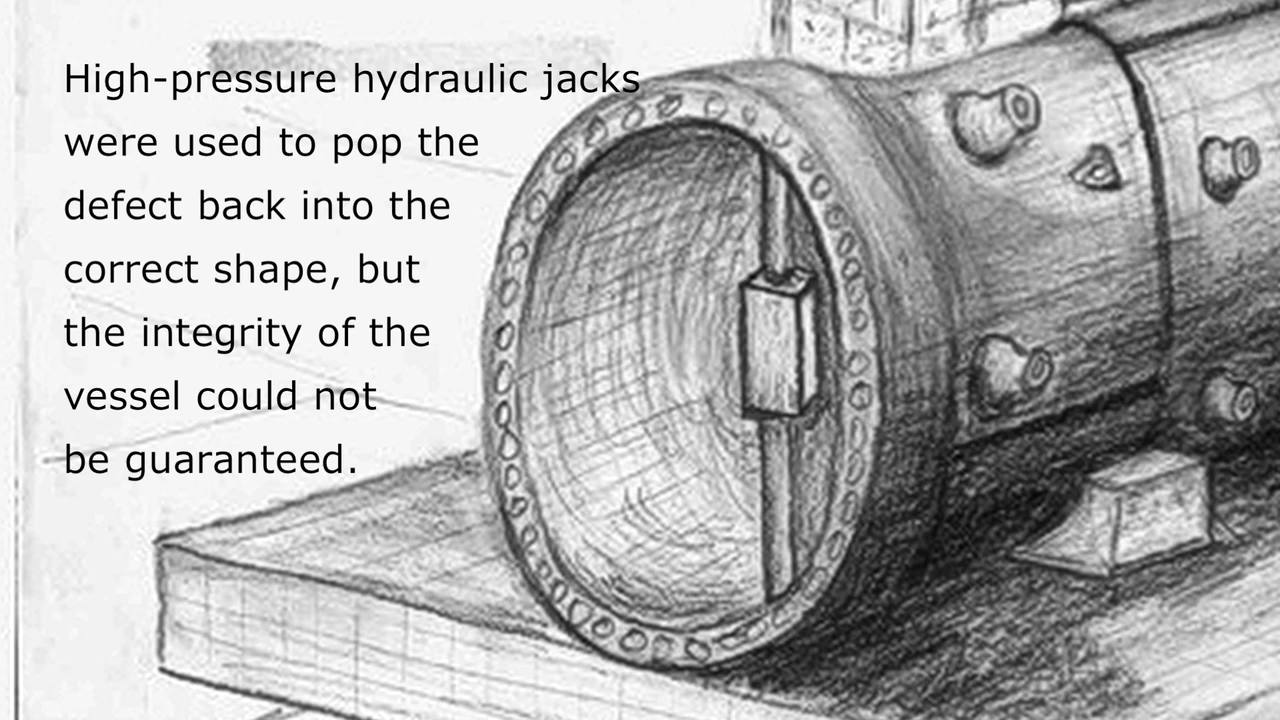 High-pressure hydraulic jacks
were used to pop the
defect back into the
correct shape, but
the integrity of the
vessel could not
be guaranteed.